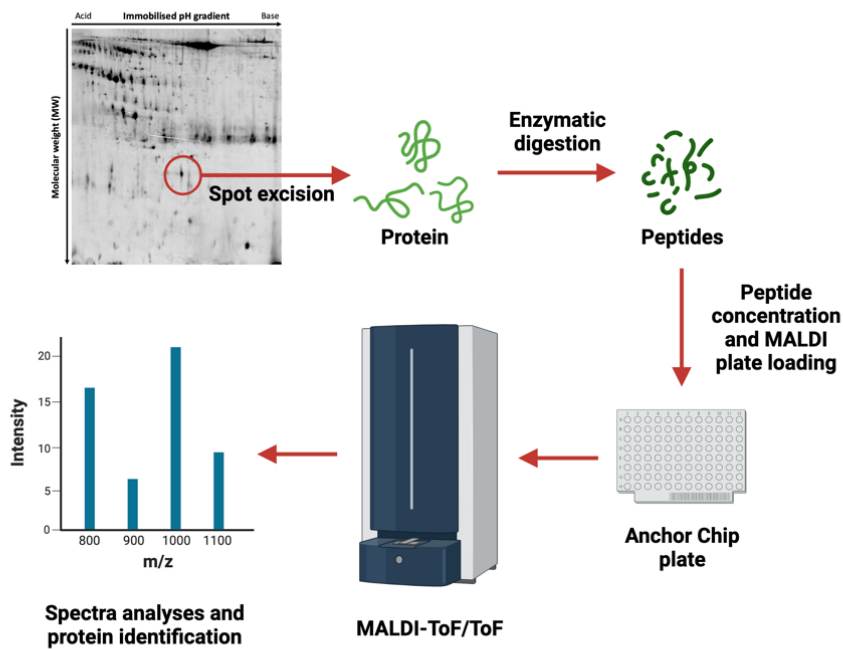 Acid Immobilised pH gradient Base
Molecular weight (MW)
Spot excision
Protein
Enzymatic
digestion
Peptides
Peptide
concentration
and MALDI
plate loading
Anchor Chip
plate
MALDI-ToF/ToF
Intensity
20
15
10
5
0
800 900 1000 1100
m/z
Spectra analyses and
protein identification